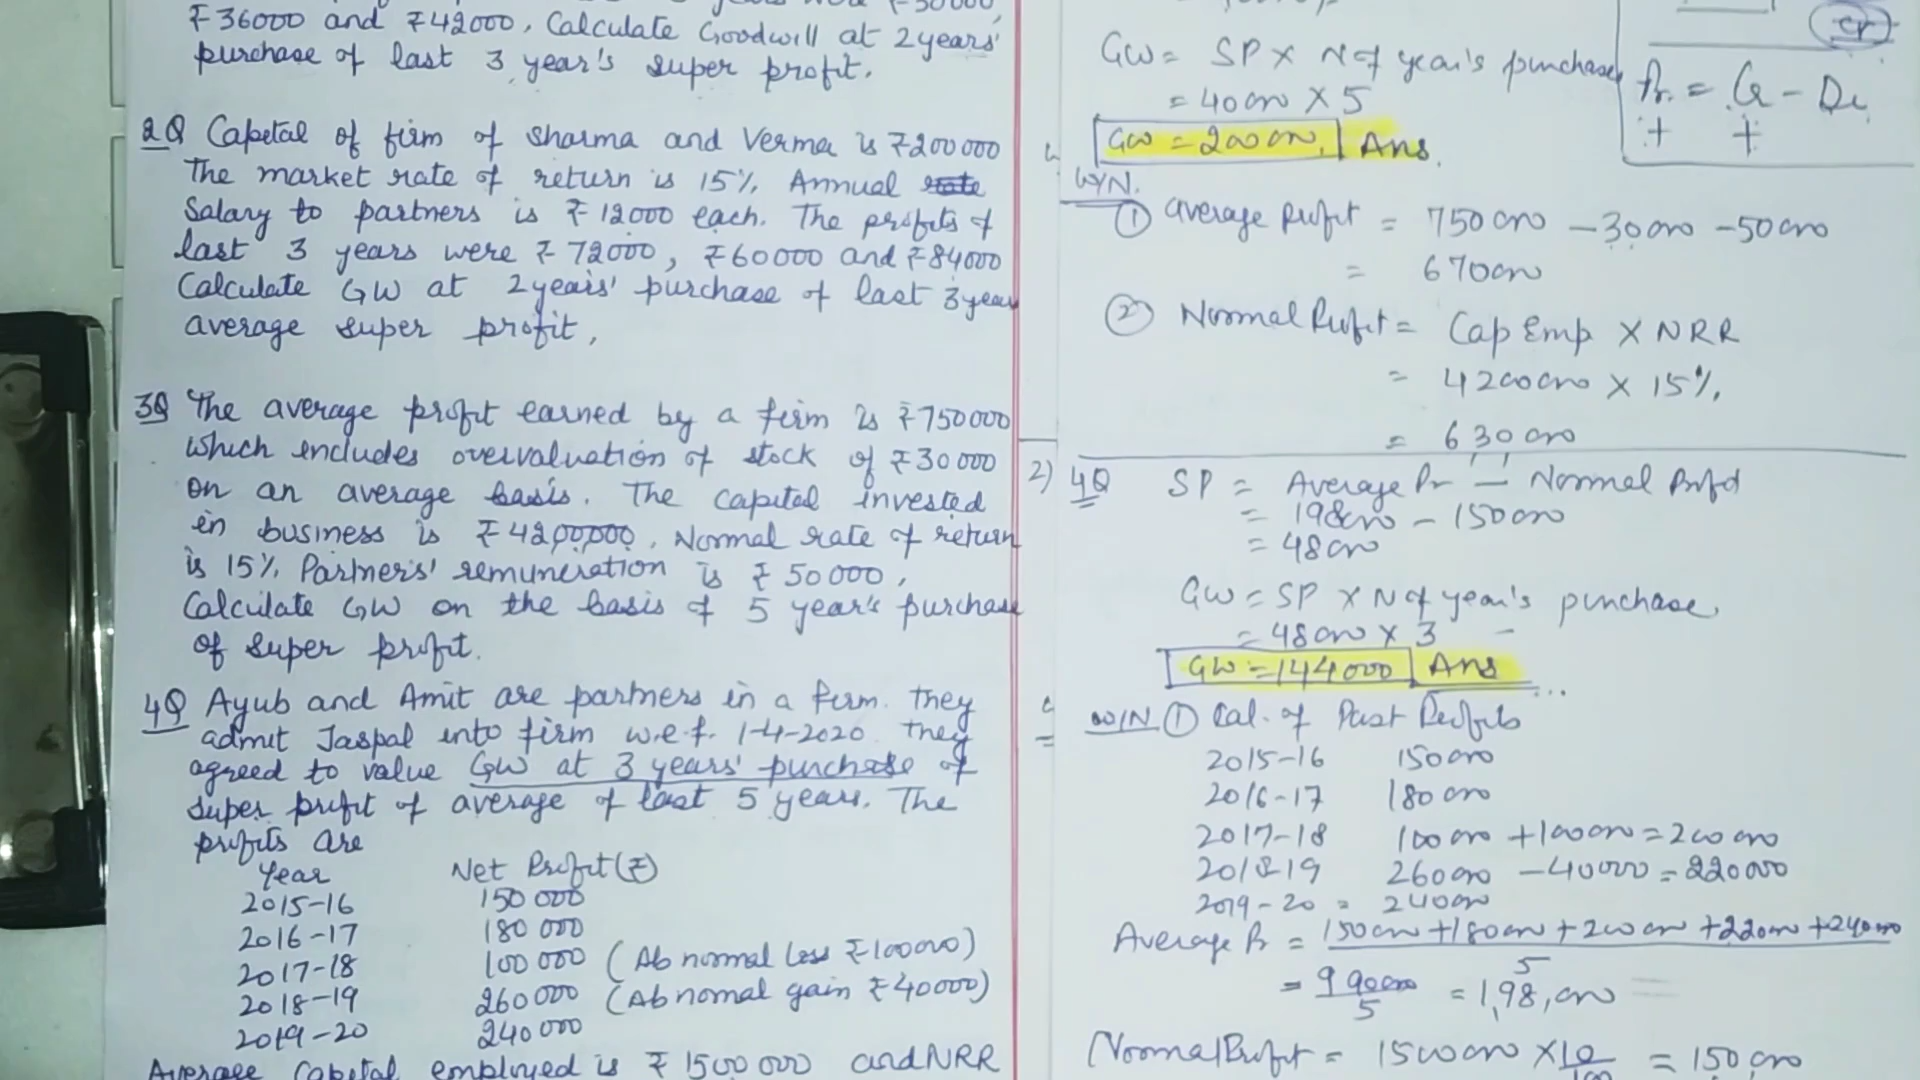 ₹36000 and ₹42000, Calculate Goodwill at 2 years'
purchase of last 3 year's super profit.
2Q Capetal of firm of sharma and Verma is ₹200000
The market rate of return is 15%. Annual
Salary to partners is ₹12000 each. The profits of
last 3 years were ₹72000, ₹60000 and ₹84000
Calculate GW at 2 years' purchase of last 3 year
average super profit.
3Q The average profit earned by a firm is ₹750000
which includes overvaluation of stock of ₹30000
on an average basis. The capital invested
in business is ₹4200,000. Normal rate of return
is 15%. Partners' remuneration is ₹50000.
Calculate GW on the basis of 5 year's purchase
of super profit.
4Q Ayub and Amit are partners in a firm. They
admit Jaspal into firm w.e.f. 1-4-2020. They
agreed to value GW at 3 years' purchase of
super profit of average of last 5 years. The
profits are
Year Net Profit (₹)
2015-16 150000
2016-17 180000
2017-18 100000 (Abnormal loss ₹100000)
2018-19 260000 (Abnomal gain ₹40000)
2019-20 240000
Average Capital employed is ₹1500000 and NRR
GW = SP X N of year's purchase
= 40000 X 5
GW = 200000 Ans.
W/N.
① average profit = 750000 - 30000 - 50000
= 670000
② Normal Profit = Cap Emp X NRR
= 4200000 X 15%
= 630000
cr
Pr. = Cr - Dr
+ +
2) 4Q SP = Average Pr - Normal Profit
= 198000 - 150000
= 48000
GW = SP X N of year's purchase
= 48000 X 3
GW = 144000 Ans
W/N ① Cal. of Past Profits
2015-16 150000
2016-17 180000
2017-18 100000 + 100000 = 200000
2018-19 260000 - 40000 = 220000
2019-20 = 240000
Average Pr = 150000 + 180000 + 200000 + 220000 + 240000
5
= 990000 = 1,98,000
5
Normal Profit = 1500000 X 10 = 150000
100